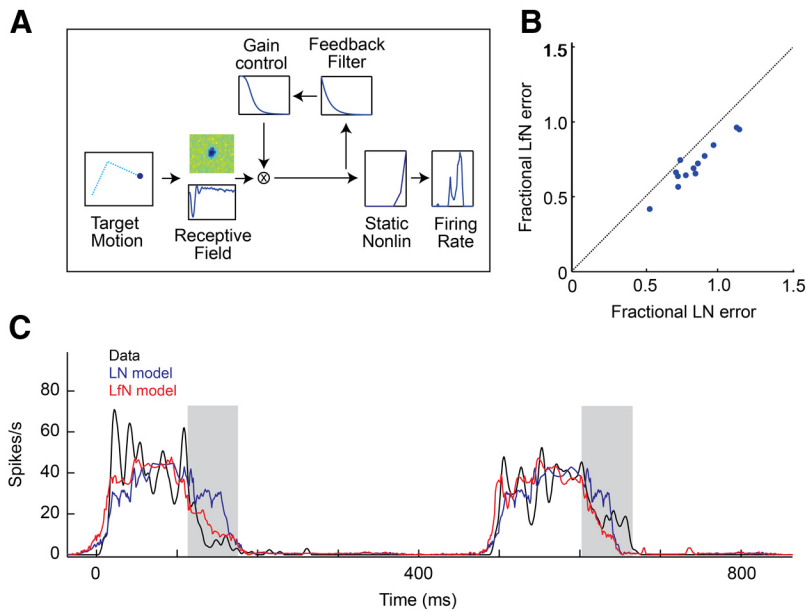 A
Gain
control
Feedback
Filter
Target
Motion
Receptive
Field
Static
Nonlin
Firing
Rate
B
1.5
1.0
0.5
0
0
0.5
1.0
1.5
Fractional LfN error
Fractional LN error
C
Data
LN model
LfN model
80
60
40
20
0
Spikes/s
0
400
800
Time (ms)